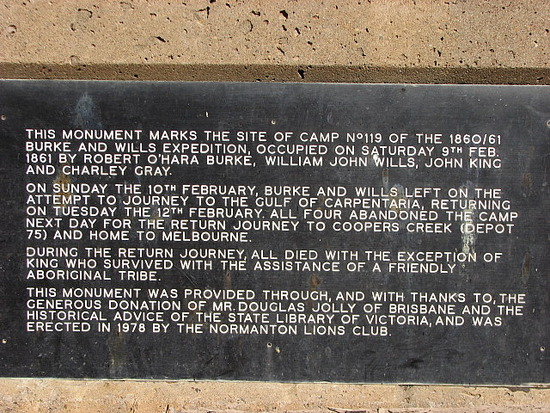 THIS MONUMENT MARKS THE SITE OF CAMP Nº119 OF THE 1860/61
BURKE AND WILLS EXPEDITION, OCCUPIED ON SATURDAY 9TH FEB.
1861 BY ROBERT O'HARA BURKE, WILLIAM JOHN WILLS, JOHN KING
AND CHARLEY GRAY.
ON SUNDAY THE 10TH FEBRUARY, BURKE AND WILLS LEFT ON THE
ATTEMPT TO JOURNEY TO THE GULF OF CARPENTARIA, RETURNING
ON TUESDAY THE 12TH FEBRUARY. ALL FOUR ABANDONED THE CAMP
NEXT DAY FOR THE RETURN JOURNEY TO COOPERS CREEK (DEPOT
75) AND HOME TO MELBOURNE.
DURING THE RETURN JOURNEY, ALL DIED WITH THE EXCEPTION OF
KING WHO SURVIVED WITH THE ASSISTANCE OF A FRIENDLY
ABORIGINAL TRIBE.
THIS MONUMENT WAS PROVIDED THROUGH, AND WITH THANKS TO, THE
GENEROUS DONATION OF MR. DOUGLAS JOLLY OF BRISBANE AND THE
HISTORICAL ADVICE OF THE STATE LIBRARY OF VICTORIA, AND WAS
ERECTED IN 1978 BY THE NORMANTON LIONS CLUB.